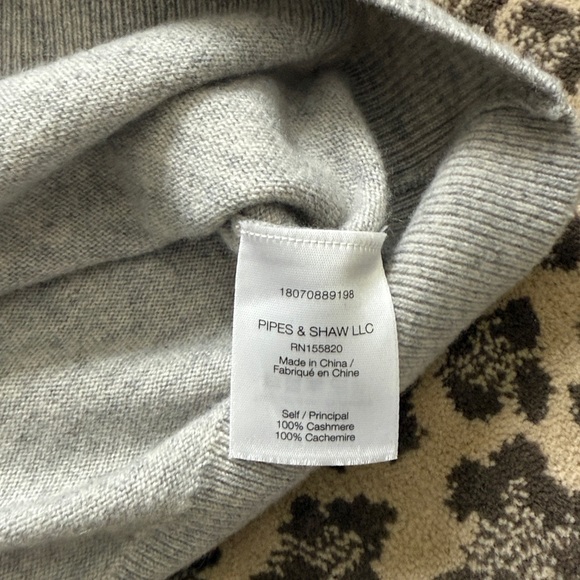 18070889198
PIPES & SHAW LLC
RN155820
Made in China /
Fabriqué en Chine
Self / Principal
100% Cashmere
100% Cachemire